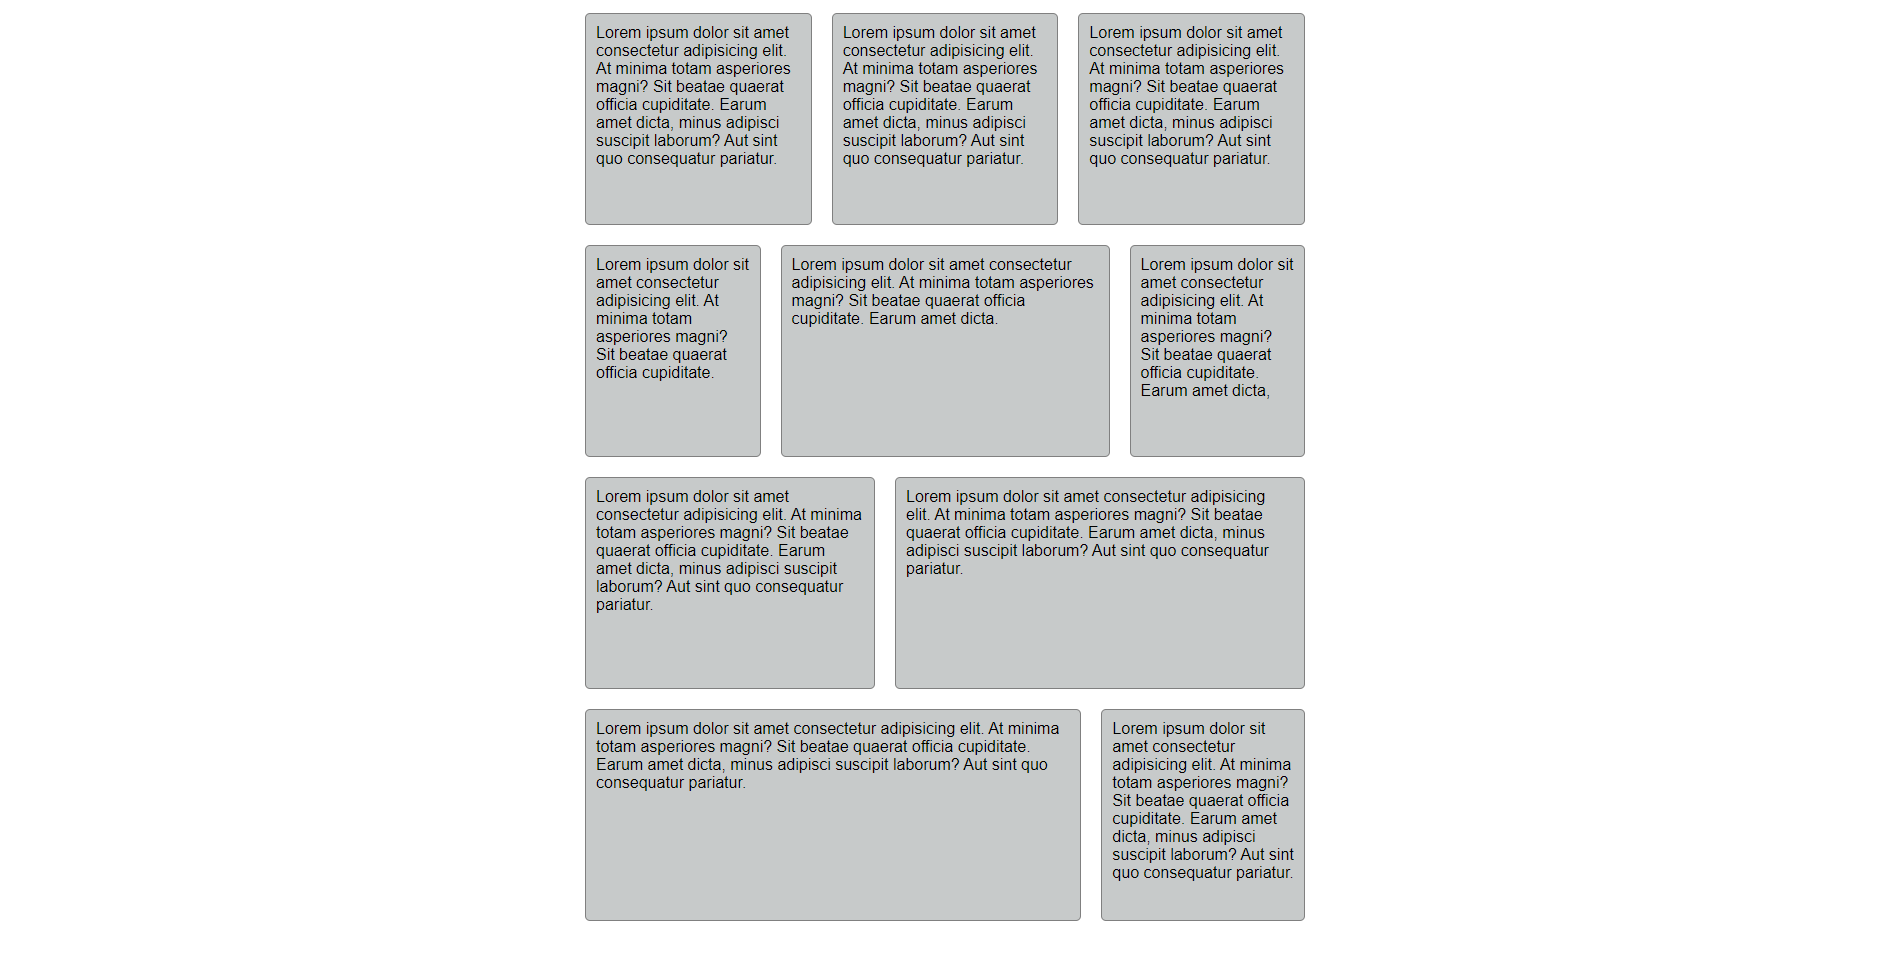 Lorem ipsum dolor sit amet
consectetur adipisicing elit.
At minima totam asperiores
magni? Sit beatae quaerat
officia cupiditate. Earum
amet dicta, minus adipisci
suscipit laborum? Aut sint
quo consequatur pariatur.
Lorem ipsum dolor sit amet
consectetur adipisicing elit.
At minima totam asperiores
magni? Sit beatae quaerat
officia cupiditate. Earum
amet dicta, minus adipisci
suscipit laborum? Aut sint
quo consequatur pariatur.
Lorem ipsum dolor sit amet
consectetur adipisicing elit.
At minima totam asperiores
magni? Sit beatae quaerat
officia cupiditate. Earum
amet dicta, minus adipisci
suscipit laborum? Aut sint
quo consequatur pariatur.
Lorem ipsum dolor sit
amet consectetur
adipisicing elit. At
minima totam
asperiores magni?
Sit beatae quaerat
officia cupiditate.
Lorem ipsum dolor sit amet consectetur
adipisicing elit. At minima totam asperiores
magni? Sit beatae quaerat officia
cupiditate. Earum amet dicta.
Lorem ipsum dolor sit
amet consectetur
adipisicing elit. At
minima totam
asperiores magni?
Sit beatae quaerat
officia cupiditate.
Earum amet dicta,
Lorem ipsum dolor sit amet
consectetur adipisicing elit. At minima
totam asperiores magni? Sit beatae
quaerat officia cupiditate. Earum
amet dicta, minus adipisci suscipit
laborum? Aut sint quo consequatur
pariatur.
Lorem ipsum dolor sit amet consectetur adipisicing
elit. At minima totam asperiores magni? Sit beatae
quaerat officia cupiditate. Earum amet dicta, minus
adipisci suscipit laborum? Aut sint quo consequatur
pariatur.
Lorem ipsum dolor sit amet consectetur adipisicing elit. At minima
totam asperiores magni? Sit beatae quaerat officia cupiditate.
Earum amet dicta, minus adipisci suscipit laborum? Aut sint quo
consequatur pariatur.
Lorem ipsum dolor sit
amet consectetur
adipisicing elit. At minima
totam asperiores magni?
Sit beatae quaerat officia
cupiditate. Earum amet
dicta, minus adipisci
suscipit laborum? Aut sint
quo consequatur pariatur.